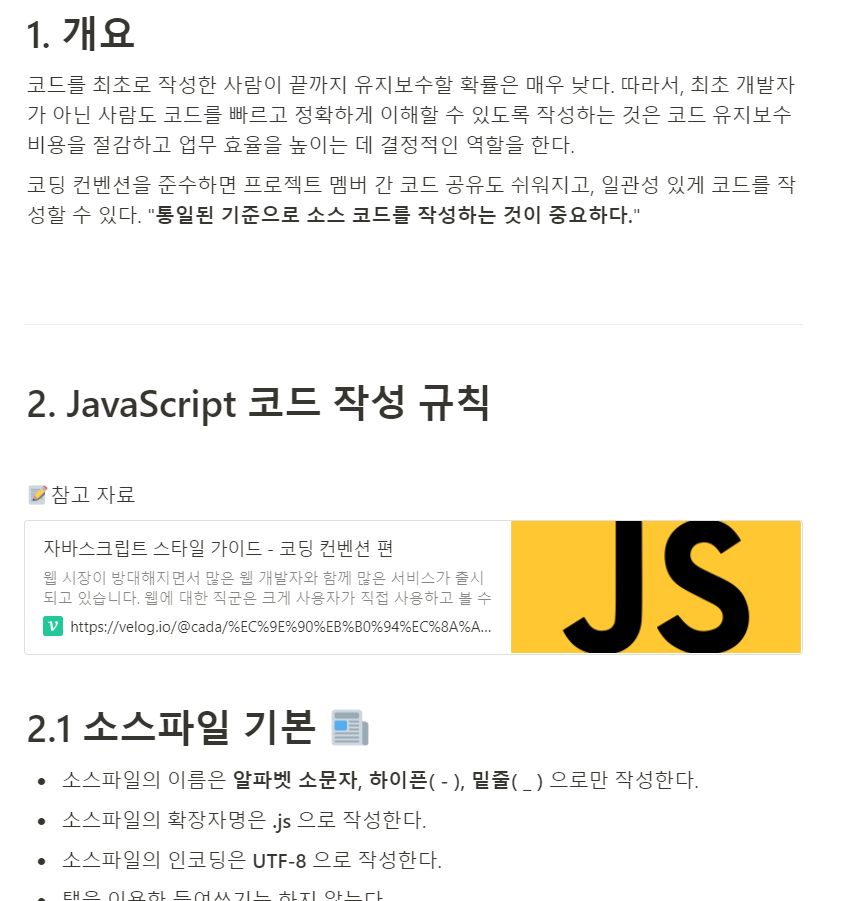 1. 개요
코드를 최초로 작성한 사람이 끝까지 유지보수할 확률은 매우 낮다. 따라서, 최초 개발자
가 아닌 사람도 코드를 빠르고 정확하게 이해할 수 있도록 작성하는 것은 코드 유지보수
비용을 절감하고 업무 효율을 높이는 데 결정적인 역할을 한다.
코딩 컨벤션을 준수하면 프로젝트 멤버 간 코드 공유도 쉬워지고, 일관성 있게 코드를 작
성할 수 있다. "통일된 기준으로 소스 코드를 작성하는 것이 중요하다."
2. JavaScript 코드 작성 규칙
📝참고 자료
자바스크립트 스타일 가이드 - 코딩 컨벤션 편
웹 시장이 방대해지면서 많은 웹 개발자와 함께 많은 서비스가 출시
되고 있습니다. 웹에 대한 직군은 크게 사용자가 직접 사용하고 볼 수
https://velog.io/@cada/%EC%9E%90%EB%B0%94%EC%8A%A...
JS
2.1 소스파일 기본 📰
• 소스파일의 이름은 알파벳 소문자, 하이픈( - ), 밑줄( _ ) 으로만 작성한다.
• 소스파일의 확장자명은 .js 으로 작성한다.
• 소스파일의 인코딩은 UTF-8 으로 작성한다.
• 탭을 이용한 들여쓰기는 하지 않는다